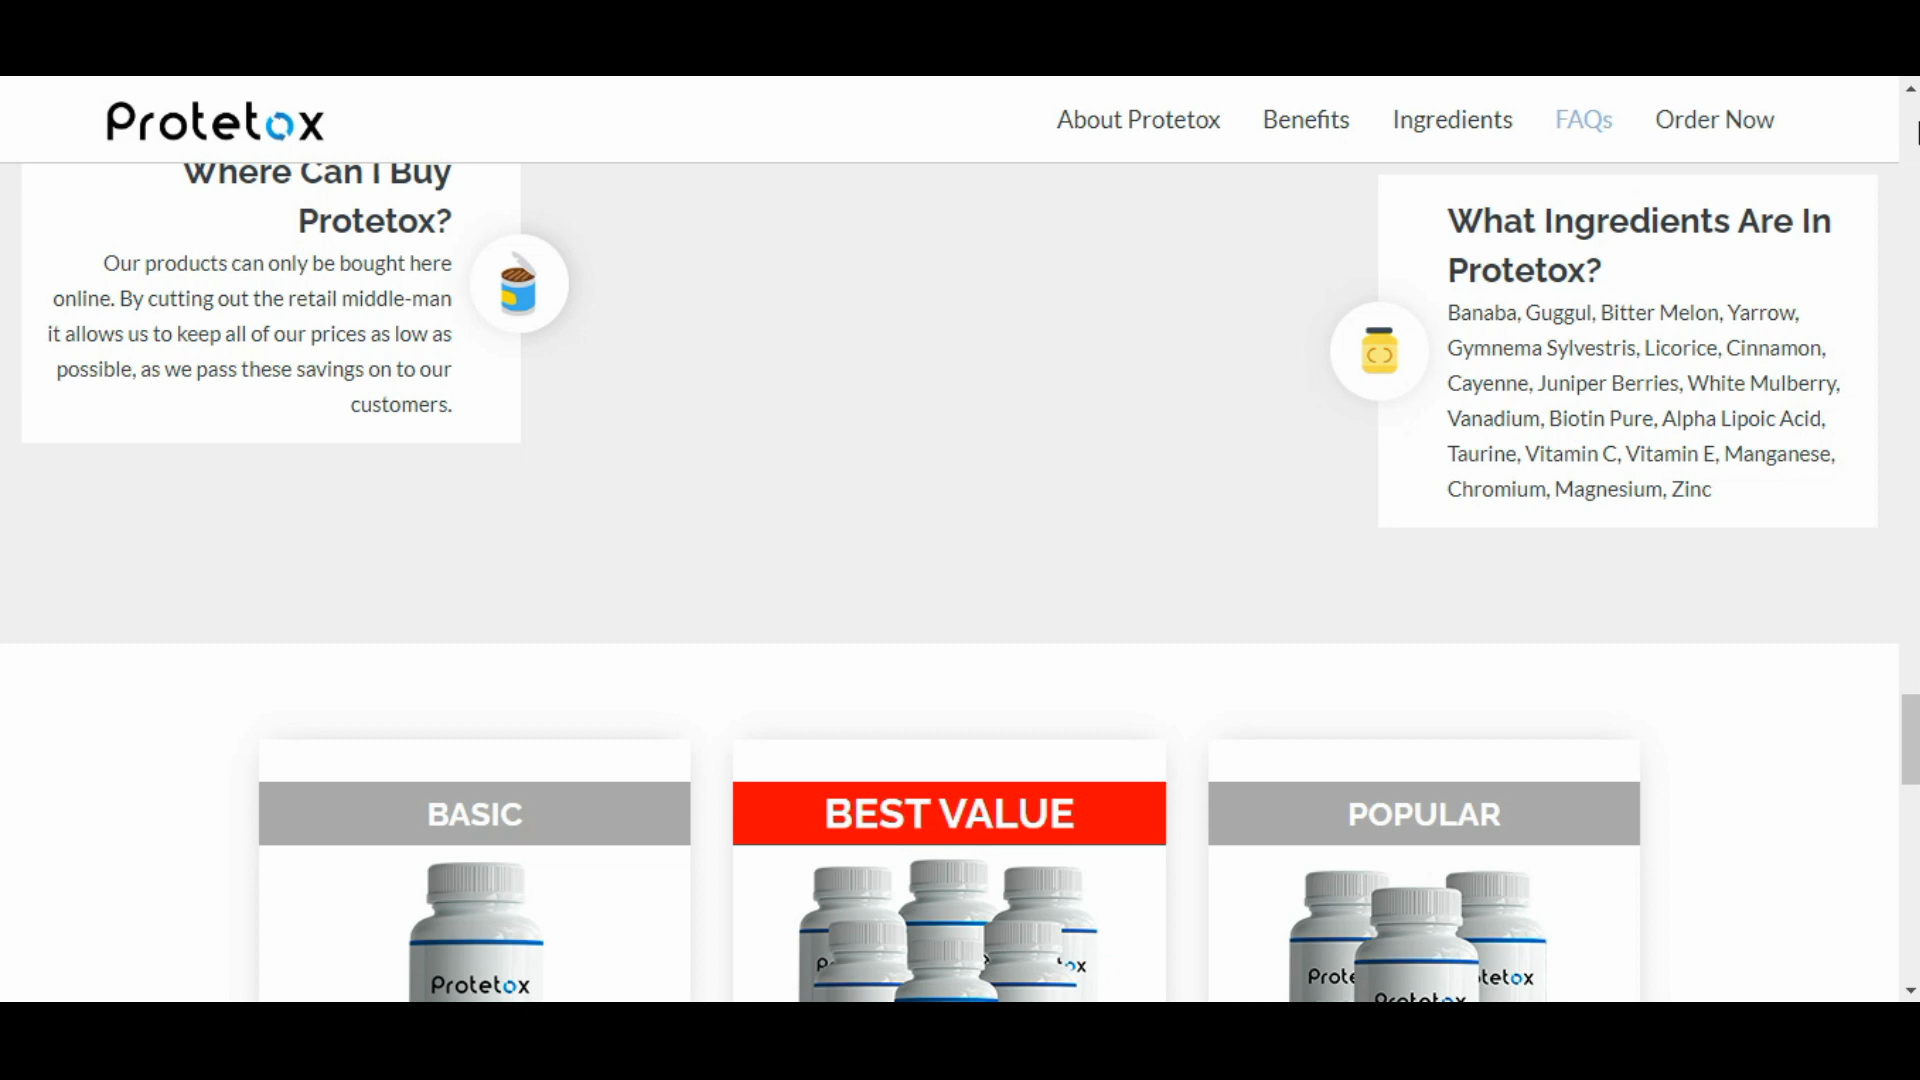 Protetox
About Protetox
Benefits
Ingredients
FAQs
Order Now
Where Can I Buy
Protetox?
Our products can only be bought here
online. By cutting out the retail middle-man
it allows us to keep all of our prices as low as
possible, as we pass these savings on to our
customers.
What Ingredients Are In
Protetox?
Banaba, Guggul, Bitter Melon, Yarrow,
Gymnema Sylvestris, Licorice, Cinnamon,
Cayenne, Juniper Berries, White Mulberry,
Vanadium, Biotin Pure, Alpha Lipoic Acid,
Taurine, Vitamin C, Vitamin E, Manganese,
Chromium, Magnesium, Zinc
BASIC
BEST VALUE
POPULAR
Protetox
Prote
tetox
Protetox